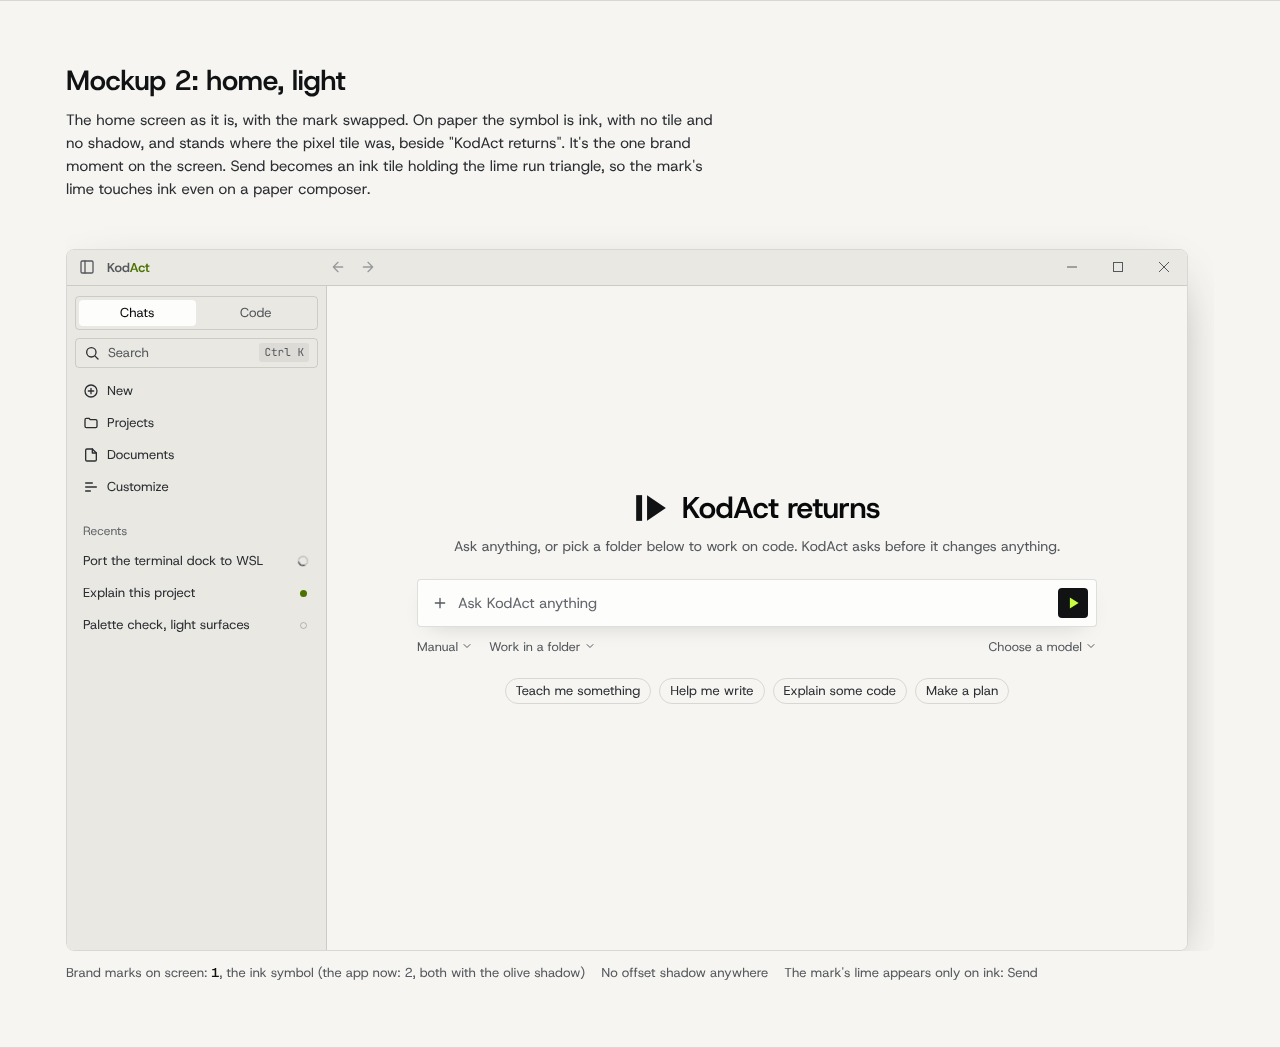 Mockup 2: home, light
The home screen as it is, with the mark swapped. On paper the symbol is ink, with no tile and
no shadow, and stands where the pixel tile was, beside "KodAct returns". It's the one brand
moment on the screen. Send becomes an ink tile holding the lime run triangle, so the mark's
lime touches ink even on a paper composer.
KodAct
Chats
Code
Search
Ctrl K
New
Projects
Documents
Customize
Recents
Port the terminal dock to WSL
Explain this project
Palette check, light surfaces
KodAct returns
Ask anything, or pick a folder below to work on code. KodAct asks before it changes anything.
Ask KodAct anything
Manual
Work in a folder
Choose a model
Teach me something
Help me write
Explain some code
Make a plan
Brand marks on screen: 1, the ink symbol (the app now: 2, both with the olive shadow)
No offset shadow anywhere
The mark's lime appears only on ink: Send